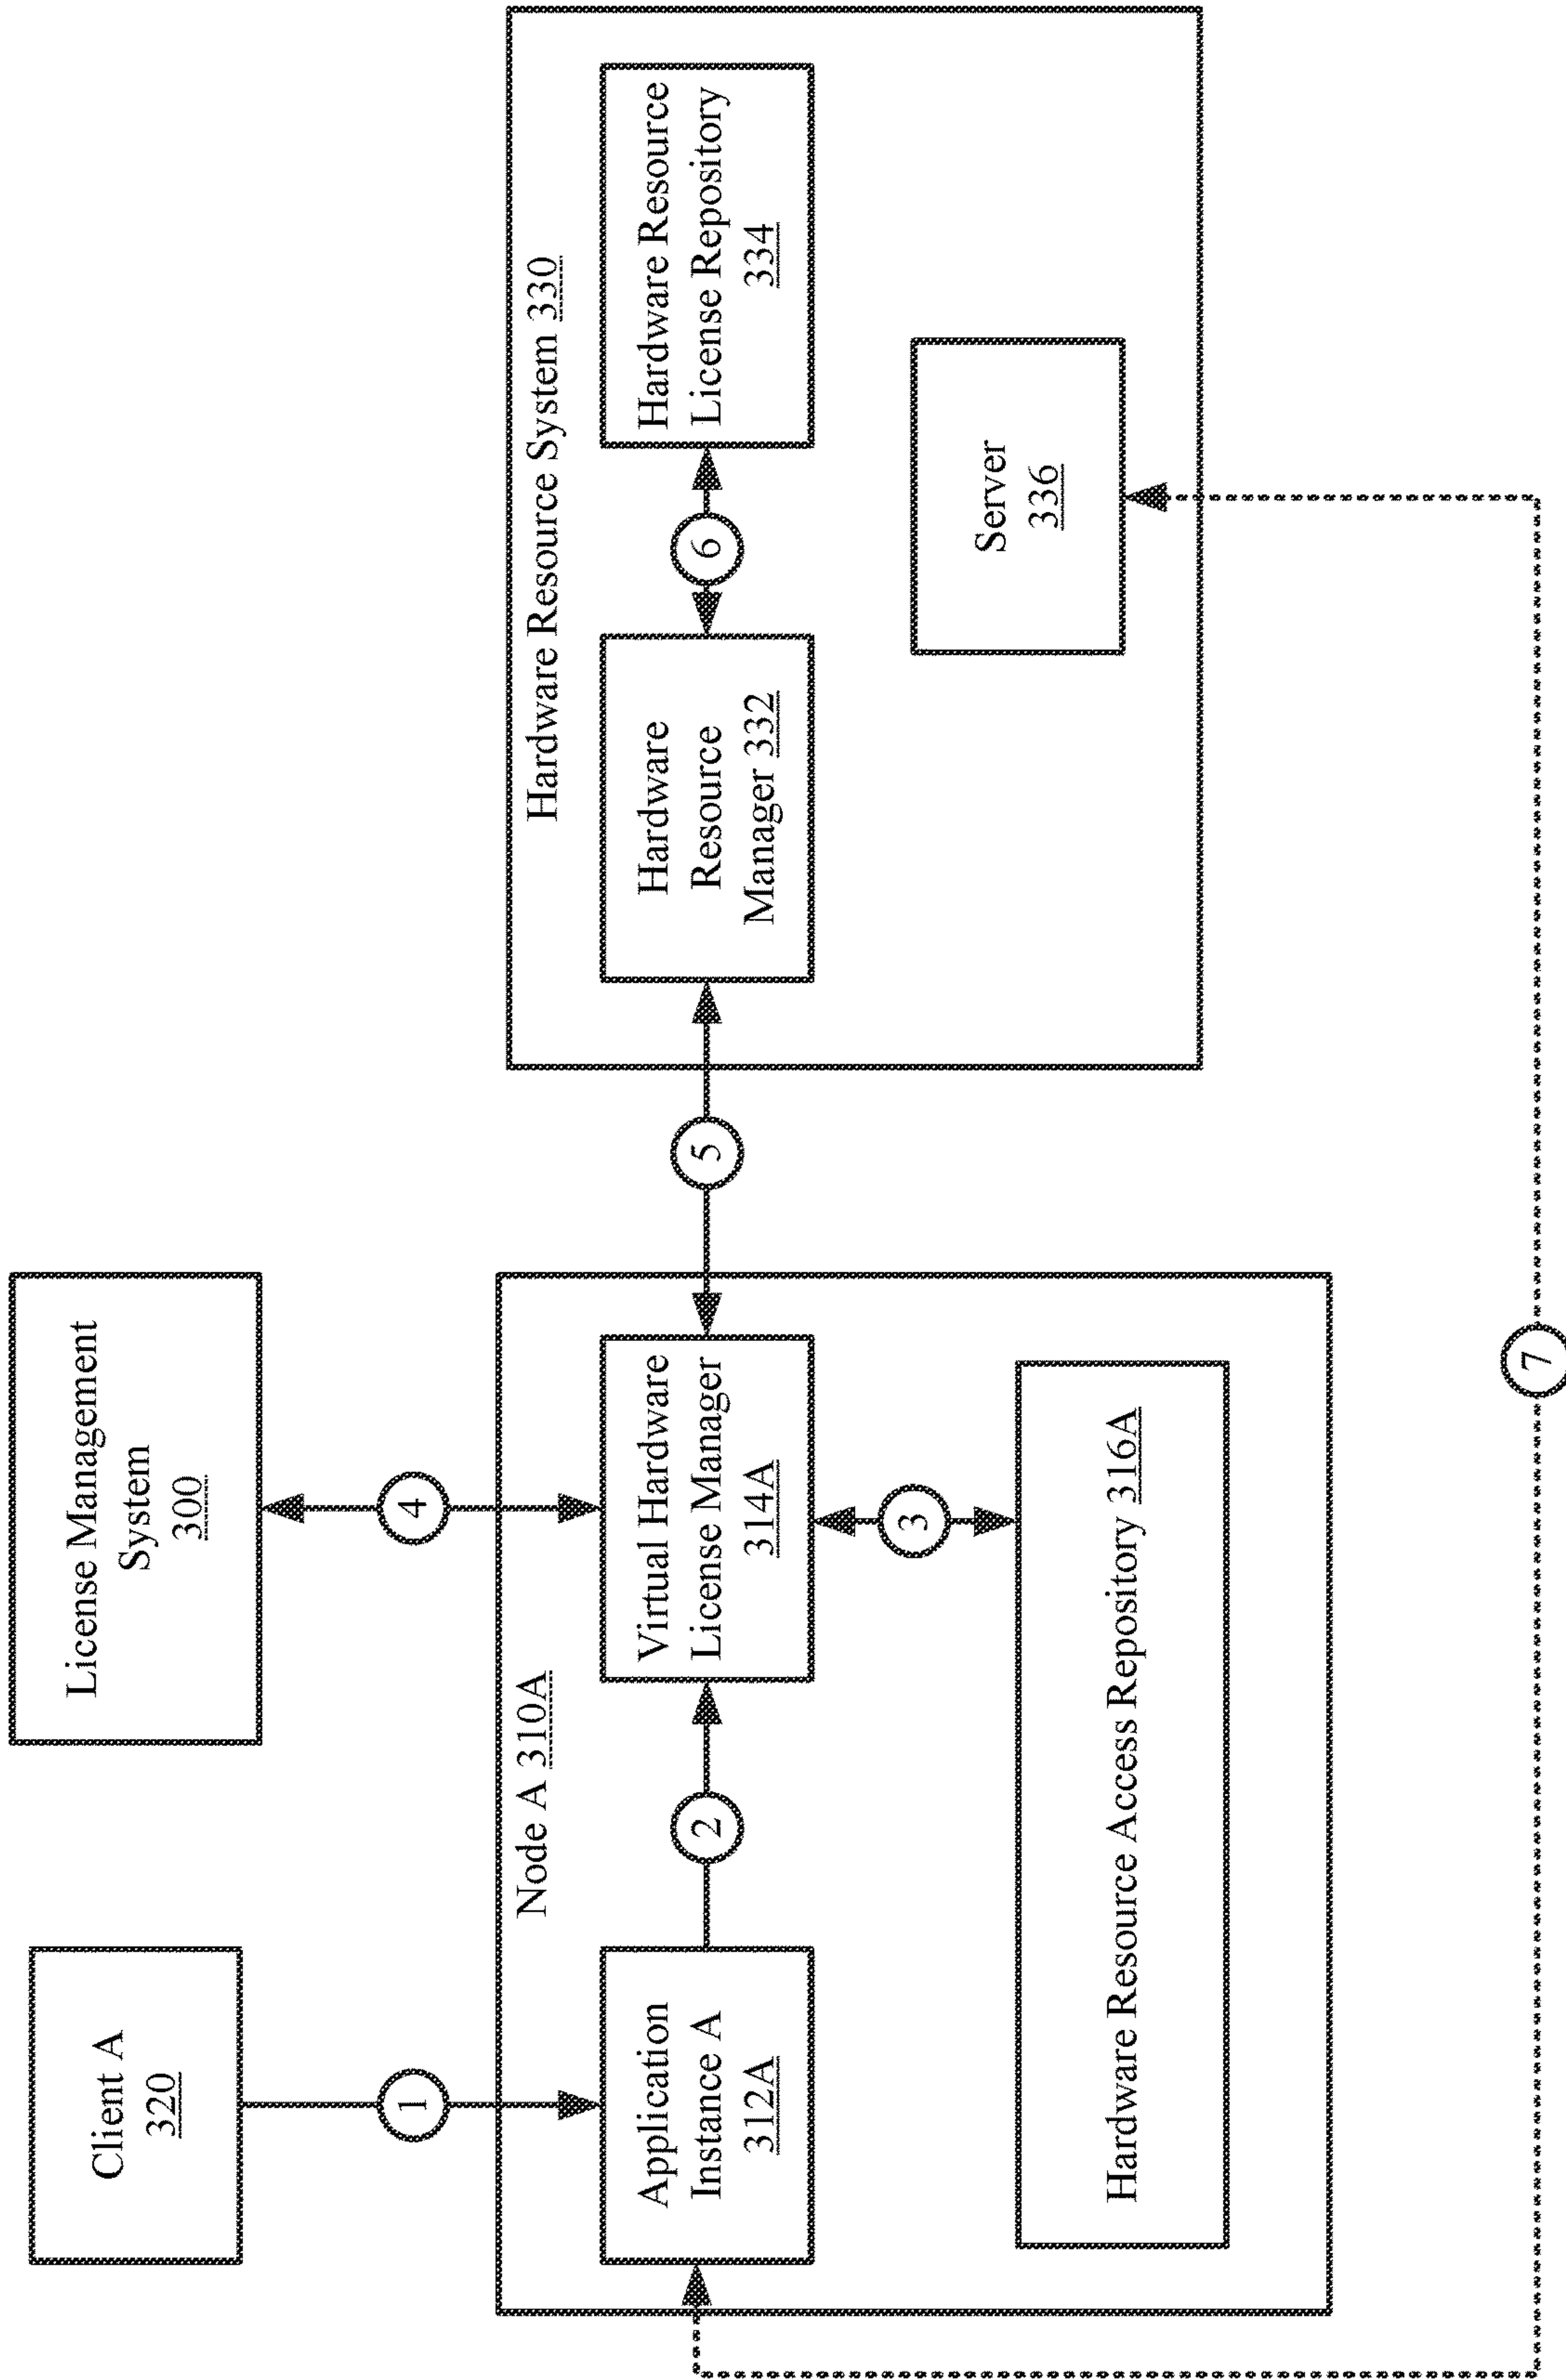 Client A
320
License Management
System
300
1
4
Node A 310A
Application
Instance A
312A
2
Virtual Hardware
License Manager
314A
3
Hardware Resource Access Repository 316A
5
Hardware Resource System 330
Hardware
Resource
Manager 332
6
Hardware Resource
License Repository
334
Server
336
7